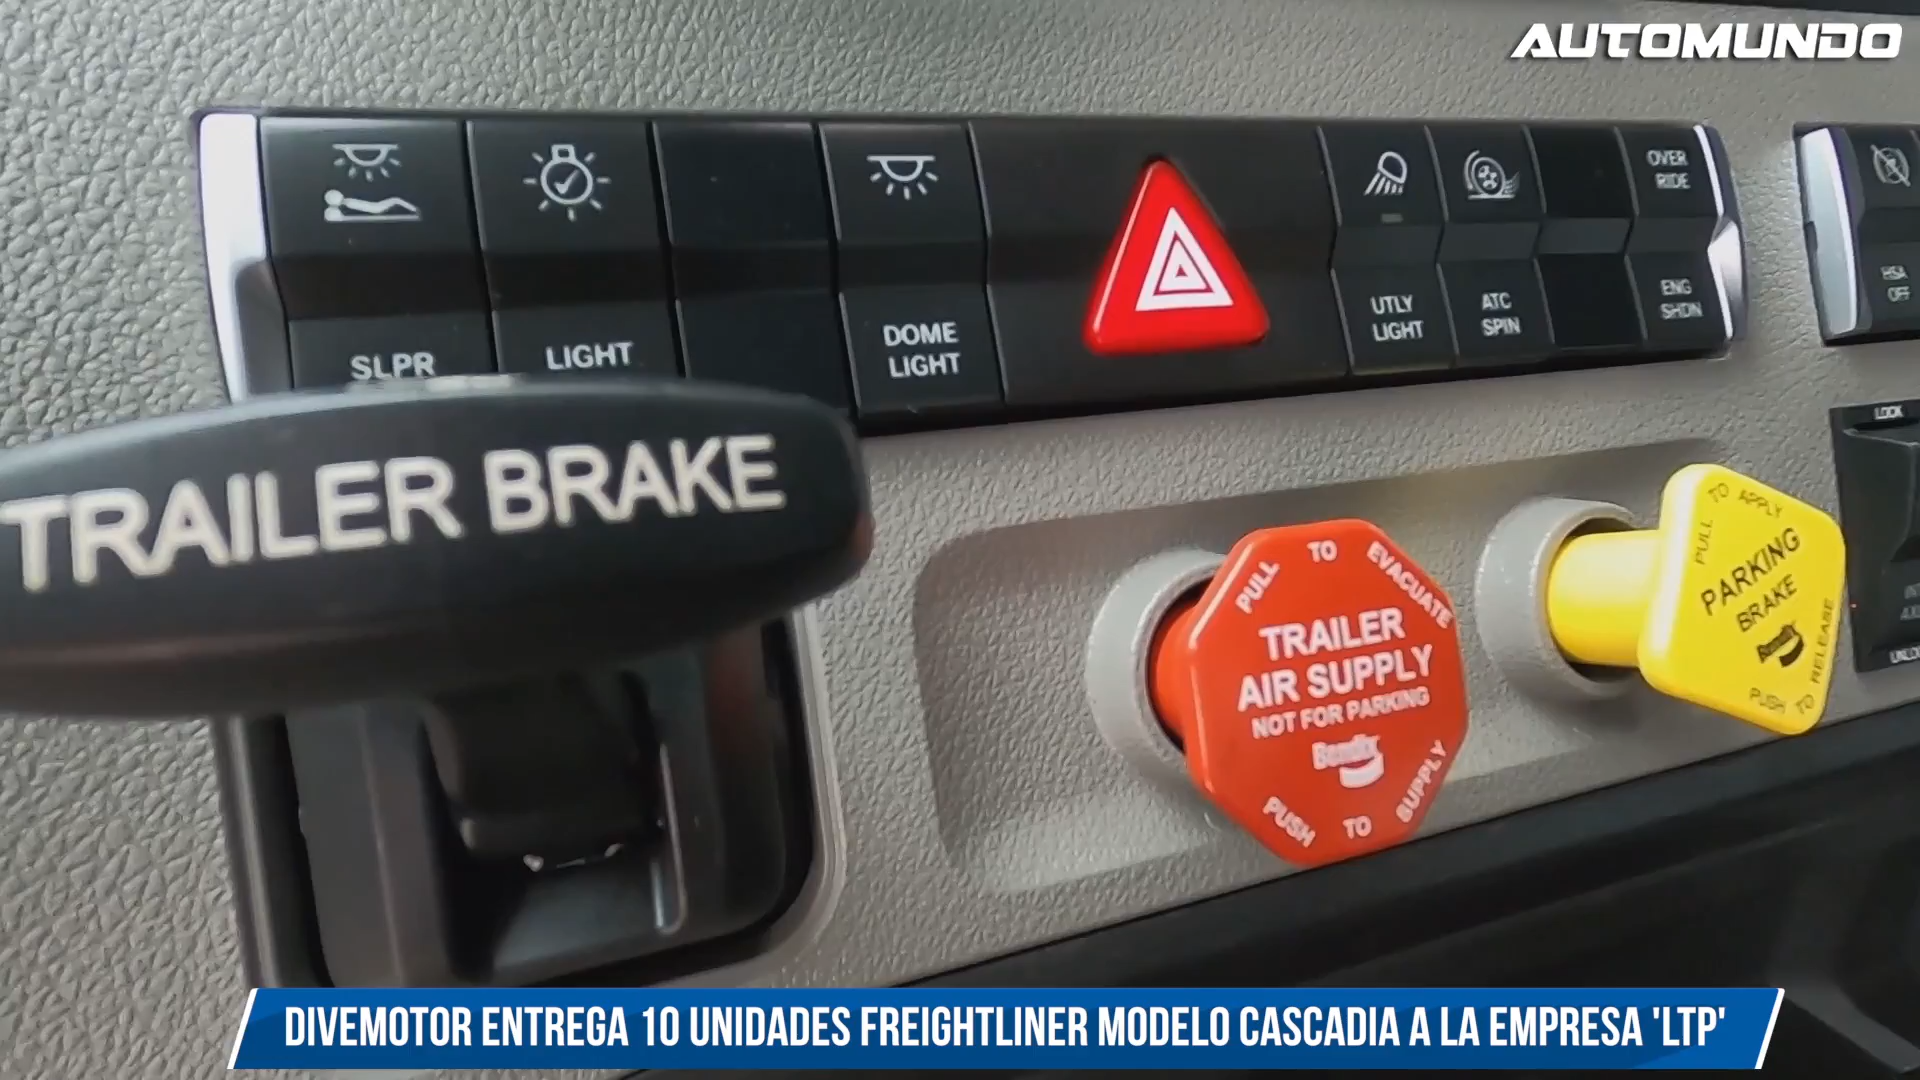 AUTOMUNDO
OVER
RIDE
SLPR
LIGHT
DOME
LIGHT
UTLY
LIGHT
ATC
SPIN
ENG
SHDN
HSA
OFF
LOCK
TRAILER BRAKE
PULL TO EVACUATE
TRAILER
AIR SUPPLY
NOT FOR PARKING
Bendix
PUSH TO SUPPLY
PULL TO APPLY
PARKING
BRAKE
Bendix
PUSH TO RELEASE
DIVEMOTOR ENTREGA 10 UNIDADES FREIGHTLINER MODELO CASCADIA A LA EMPRESA 'LTP'